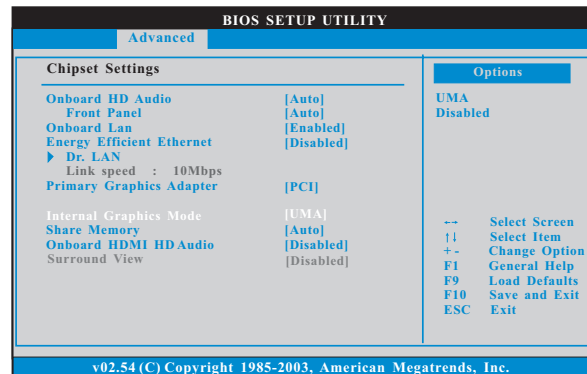 BIOS SETUP UTILITY
Advanced
Chipset Settings
Onboard HD Audio [Auto]
Front Panel [Auto]
Onboard Lan [Enabled]
Energy Efficient Ethernet [Disabled]
Dr. LAN
Link speed : 10Mbps
Primary Graphics Adapter [PCI]
Internal Graphics Mode [UMA]
Share Memory [Auto]
Onboard HDMI HD Audio [Disabled]
Surround View [Disabled]
Options
UMA
Disabled
←→ Select Screen
↑↓ Select Item
+ - Change Option
F1 General Help
F9 Load Defaults
F10 Save and Exit
ESC Exit
v02.54 (C) Copyright 1985-2003, American Megatrends, Inc.